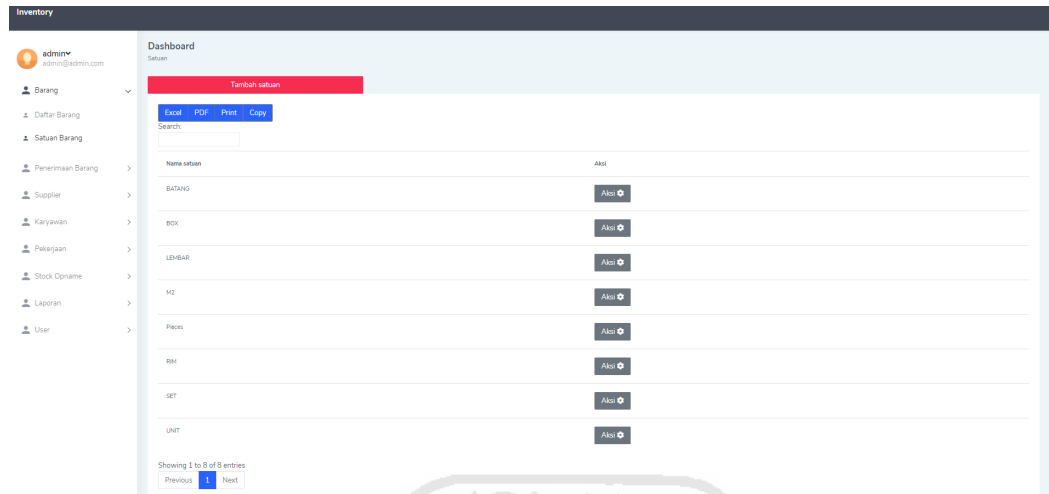 Inventory
admin
admin@admin.com
Barang
Daftar Barang
Satuan Barang
Penerimaan Barang
Supplier
Karyawan
Pekerjaan
Stock Opname
Laporan
User
Dashboard
Satuan
Tambah satuan
Excel PDF Print Copy
Search:
Nama satuan Aksi
BATANG Aksi
BOX Aksi
LEMBAR Aksi
M2 Aksi
Pieces Aksi
RIM Aksi
SET Aksi
UNIT Aksi
Showing 1 to 8 of 8 entries
Previous 1 Next